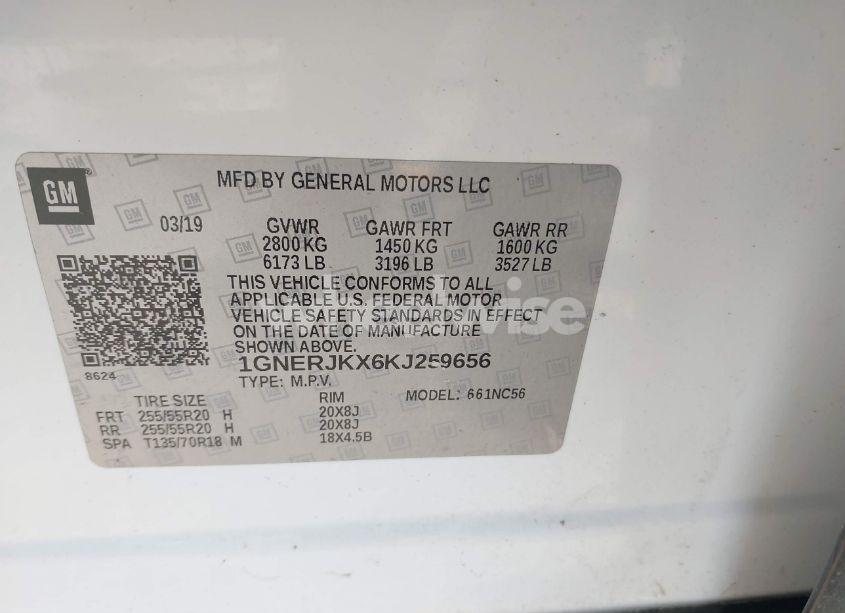 GM
MFD BY GENERAL MOTORS LLC
03/19
GVWR GAWR FRT GAWR RR
2800 KG 1450 KG 1600 KG
6173 LB 3196 LB 3527 LB
THIS VEHICLE CONFORMS TO ALL
APPLICABLE U.S. FEDERAL MOTOR
VEHICLE SAFETY STANDARDS IN EFFECT
ON THE DATE OF MANUFACTURE
SHOWN ABOVE.
8624
1GNERJKX6KJ259656
TYPE: M.P.V. MODEL: 661NC56
TIRE SIZE RIM
FRT 255/55R20 H 20X8J
RR 255/55R20 H 20X8J
SPA T135/70R18 M 18X4.5B